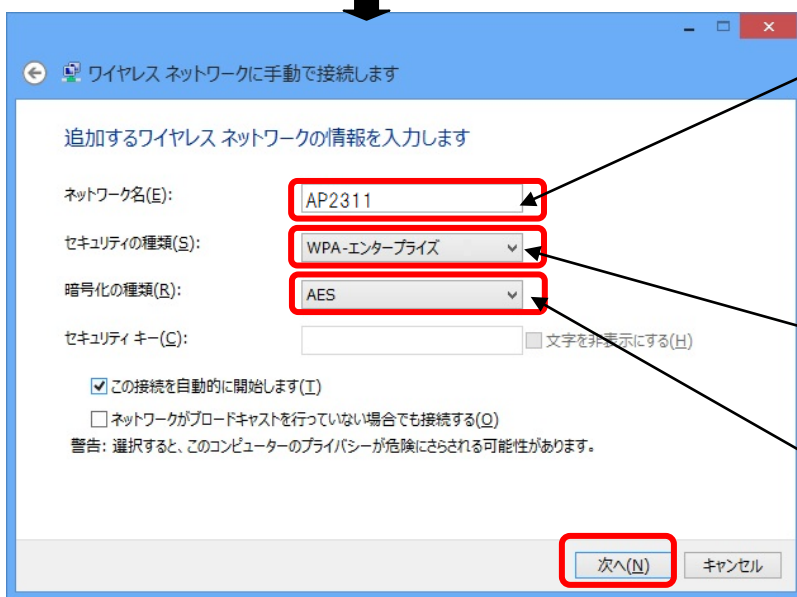 ワイヤレス ネットワークに手動で接続します
追加するワイヤレス ネットワークの情報を入力します
ネットワーク名(E):
AP2311
セキュリティの種類(S):
WPA-エンタープライズ
暗号化の種類(R):
AES
セキュリティ キー(C):
文字を非表示にする(H)
この接続を自動的に開始します(T)
ネットワークがブロードキャストを行っていない場合でも接続する(O)
警告: 選択すると、このコンピューターのプライバシーが危険にさらされる可能性があります。
次へ(N)
キャンセル